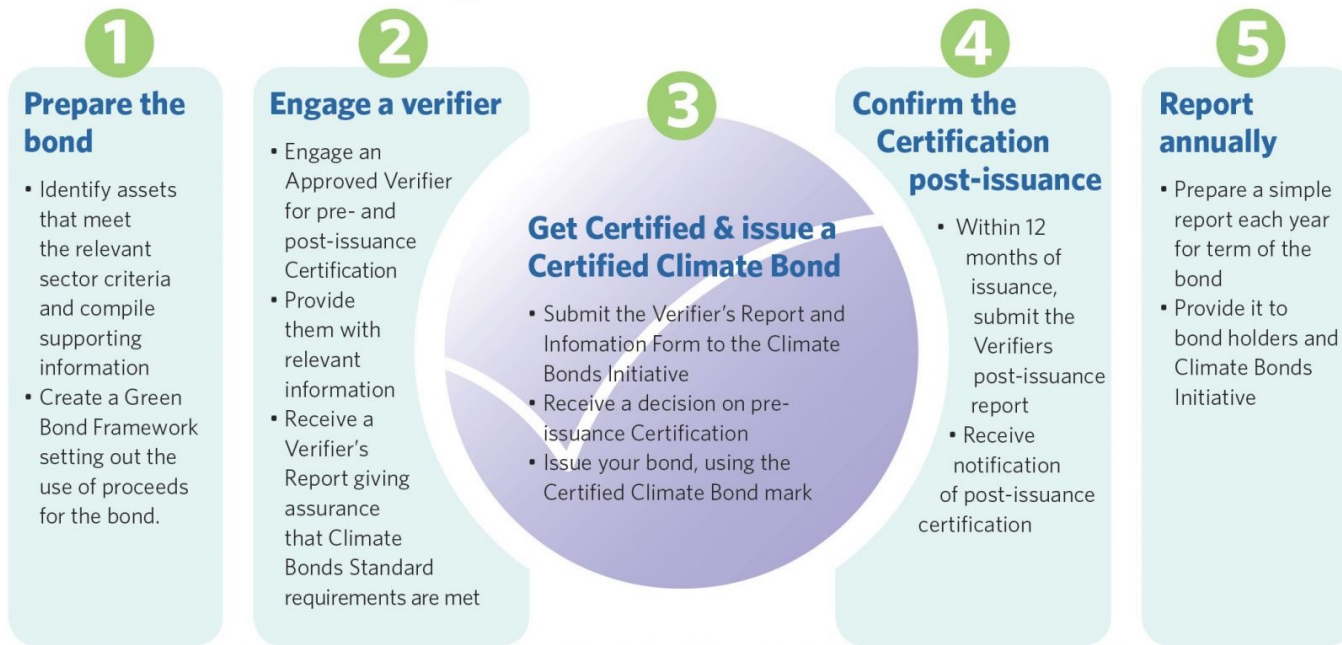 1
Prepare the
bond
• Identify assets
that meet
the relevant
sector criteria
and compile
supporting
information
• Create a Green
Bond Framework
setting out the
use of proceeds
for the bond.
2
Engage a verifier
• Engage an
Approved Verifier
for pre- and
post-issuance
Certification
• Provide
them with
relevant
information
• Receive a
Verifier's
Report giving
assurance
that Climate
Bonds Standard
requirements are met
3
Get Certified & issue a
Certified Climate Bond
• Submit the Verifier's Report and
Infomation Form to the Climate
Bonds Initiative
• Receive a decision on pre-
issuance Certification
• Issue your bond, using the
Certified Climate Bond mark
4
Confirm the
Certification
post-issuance
• Within 12
months of
issuance,
submit the
Verifiers
post-issuance
report
• Receive
notification
of post-issuance
certification
5
Report
annually
• Prepare a simple
report each year
for term of the
bond
• Provide it to
bond holders and
Climate Bonds
Initiative